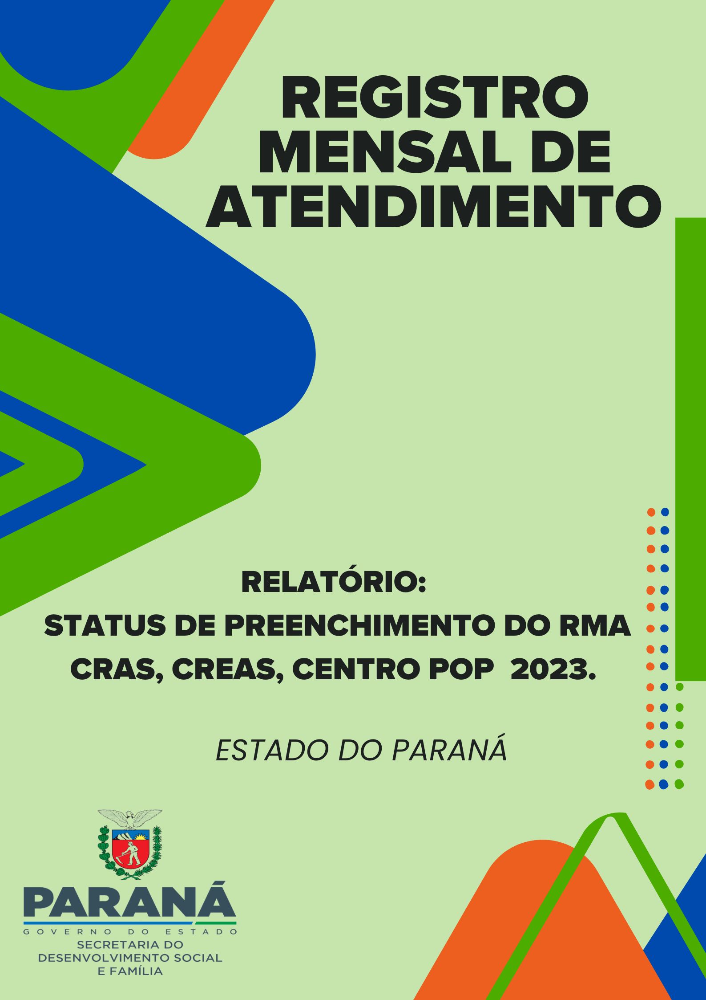 REGISTRO
MENSAL DE
ATENDIMENTO
RELATÓRIO:
STATUS DE PREENCHIMENTO DO RMA
CRAS, CREAS, CENTRO POP 2023.
ESTADO DO PARANÁ
PARANÁ
GOVERNO DO ESTADO
SECRETARIA DO
DESENVOLVIMENTO SOCIAL
E FAMÍLIA